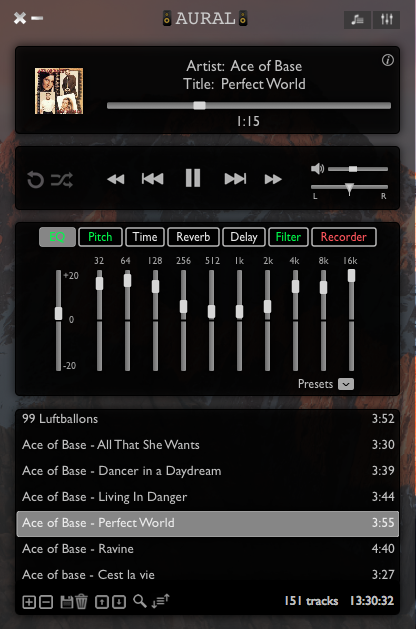 AURAL
Artist: Ace of Base
Title: Perfect World
1:15
L R
EQ Pitch Time Reverb Delay Filter Recorder
32 64 128 256 512 1k 2k 4k 8k 16k
+20
0
-20
Presets
99 Luftballons 3:52
Ace of Base - All That She Wants 3:30
Ace of Base - Dancer in a Daydream 3:39
Ace of Base - Living In Danger 3:44
Ace of Base - Perfect World 3:55
Ace of Base - Ravine 4:40
Ace of base - Cest la vie 3:27
151 tracks 13:30:32